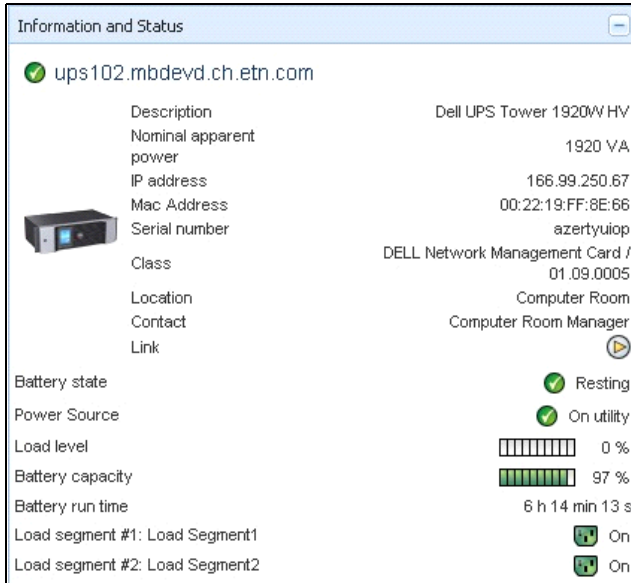 Information and Status
ups102.mbdevd.ch.etn.com
Description Dell UPS Tower 1920W HV
Nominal apparent power 1920 VA
IP address 166.99.250.67
Mac Address 00:22:19:FF:8E:66
Serial number azertyuiop
Class DELL Network Management Card / 01.09.0005
Location Computer Room
Contact Computer Room Manager
Link
Battery state Resting
Power Source On utility
Load level 0 %
Battery capacity 97 %
Battery run time 6 h 14 min 13 s
Load segment #1: Load Segment1 On
Load segment #2: Load Segment2 On